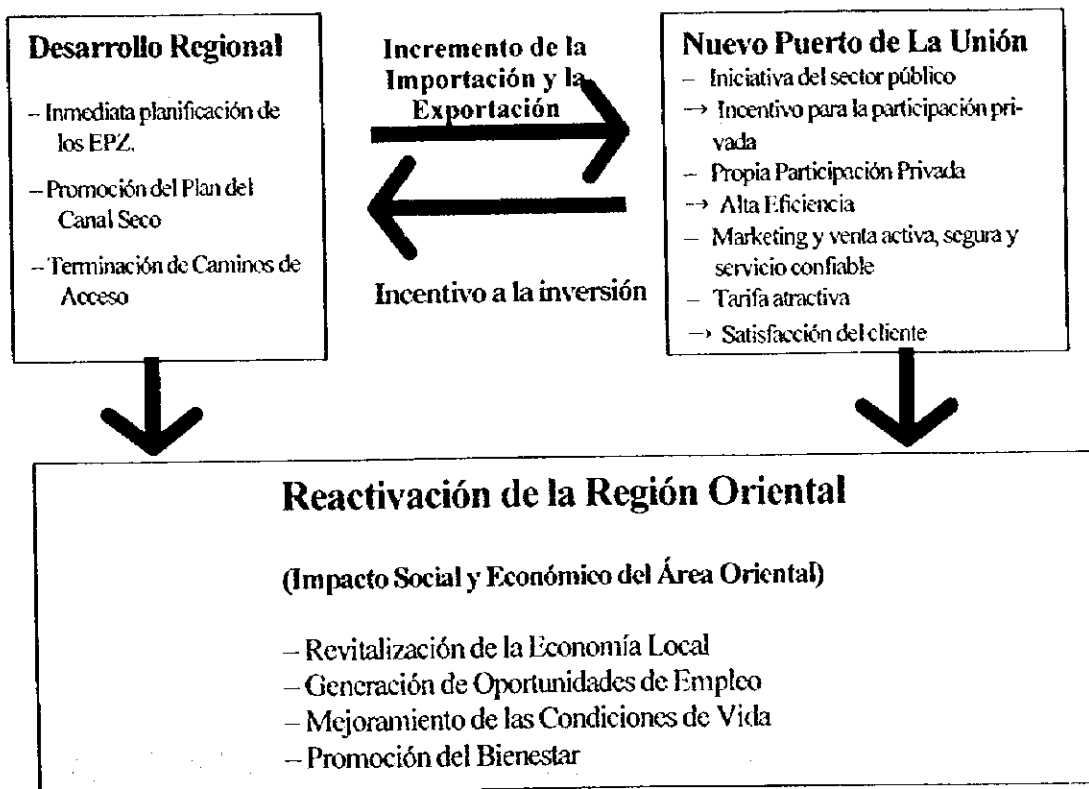 Desarrollo Regional
– Inmediata planificación de
los EPZ.
– Promoción del Plan del
Canal Seco
– Terminación de Caminos de
Acceso
Incremento de la
Importación y la
Exportación
Incentivo a la inversión
Nuevo Puerto de La Unión
– Iniciativa del sector público
→ Incentivo para la participación pri-
vada
– Propia Participación Privada
→ Alta Eficiencia
– Marketing y venta activa, segura y
servicio confiable
– Tarifa atractiva
→ Satisfacción del cliente
Reactivación de la Región Oriental
(Impacto Social y Económico del Área Oriental)
– Revitalización de la Economía Local
– Generación de Oportunidades de Empleo
– Mejoramiento de las Condiciones de Vida
– Promoción del Bienestar